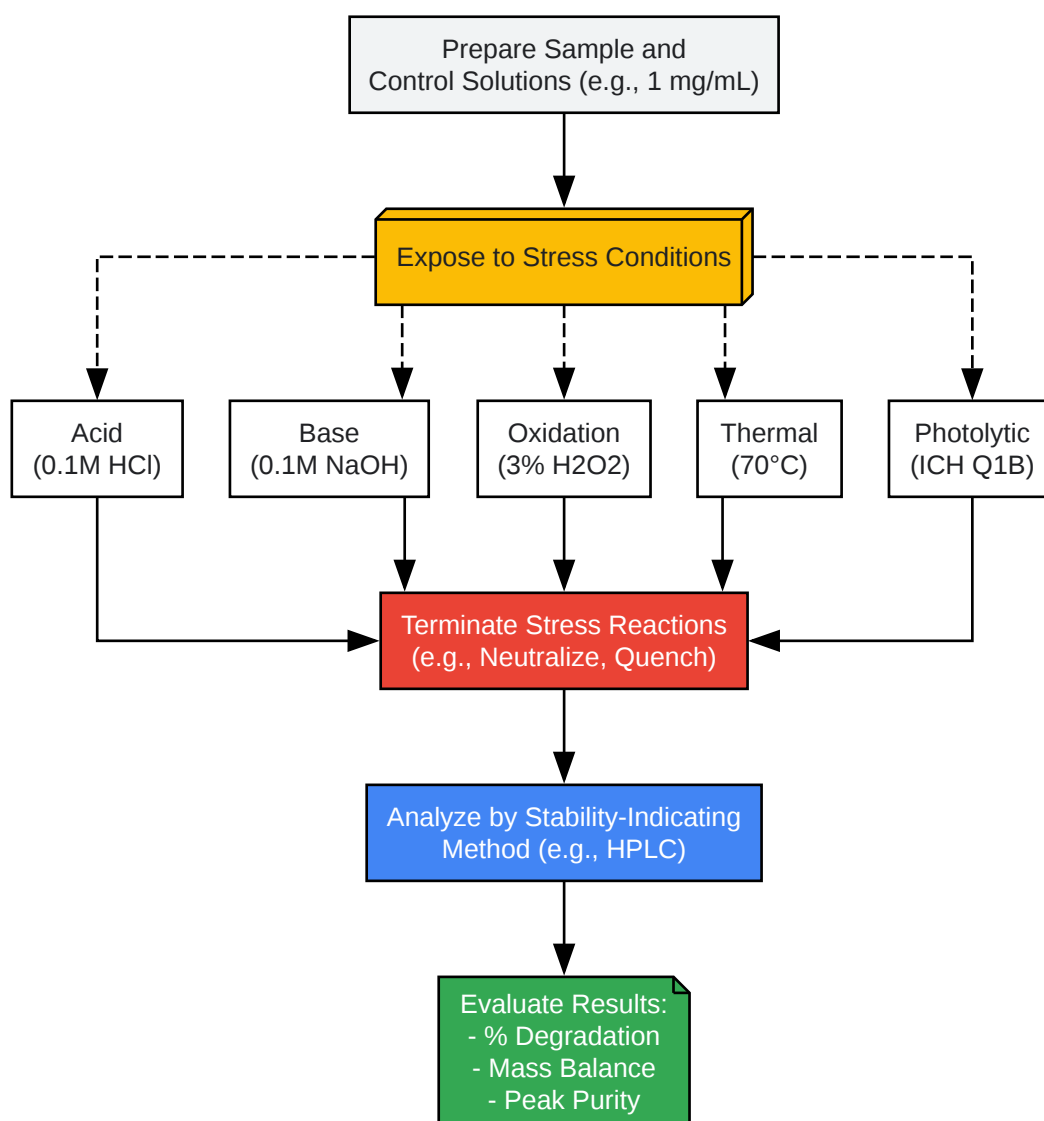 Prepare Sample and
Control Solutions (e.g., 1 mg/mL)
Expose to Stress Conditions
Acid
(0.1M HCl)
Base
(0.1M NaOH)
Oxidation
(3% H2O2)
Thermal
(70°C)
Photolytic
(ICH Q1B)
Terminate Stress Reactions
(e.g., Neutralize, Quench)
Analyze by Stability-Indicating
Method (e.g., HPLC)
Evaluate Results:
- % Degradation
- Mass Balance
- Peak Purity